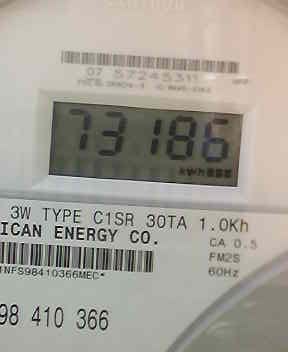 07 57245311
73186
kWh
3W TYPE C1SR 30TA 1.0Kh
ICAN ENERGY CO.
CA 0.5
FM2S
60Hz
1NFS98410366MEC*
98 410 366